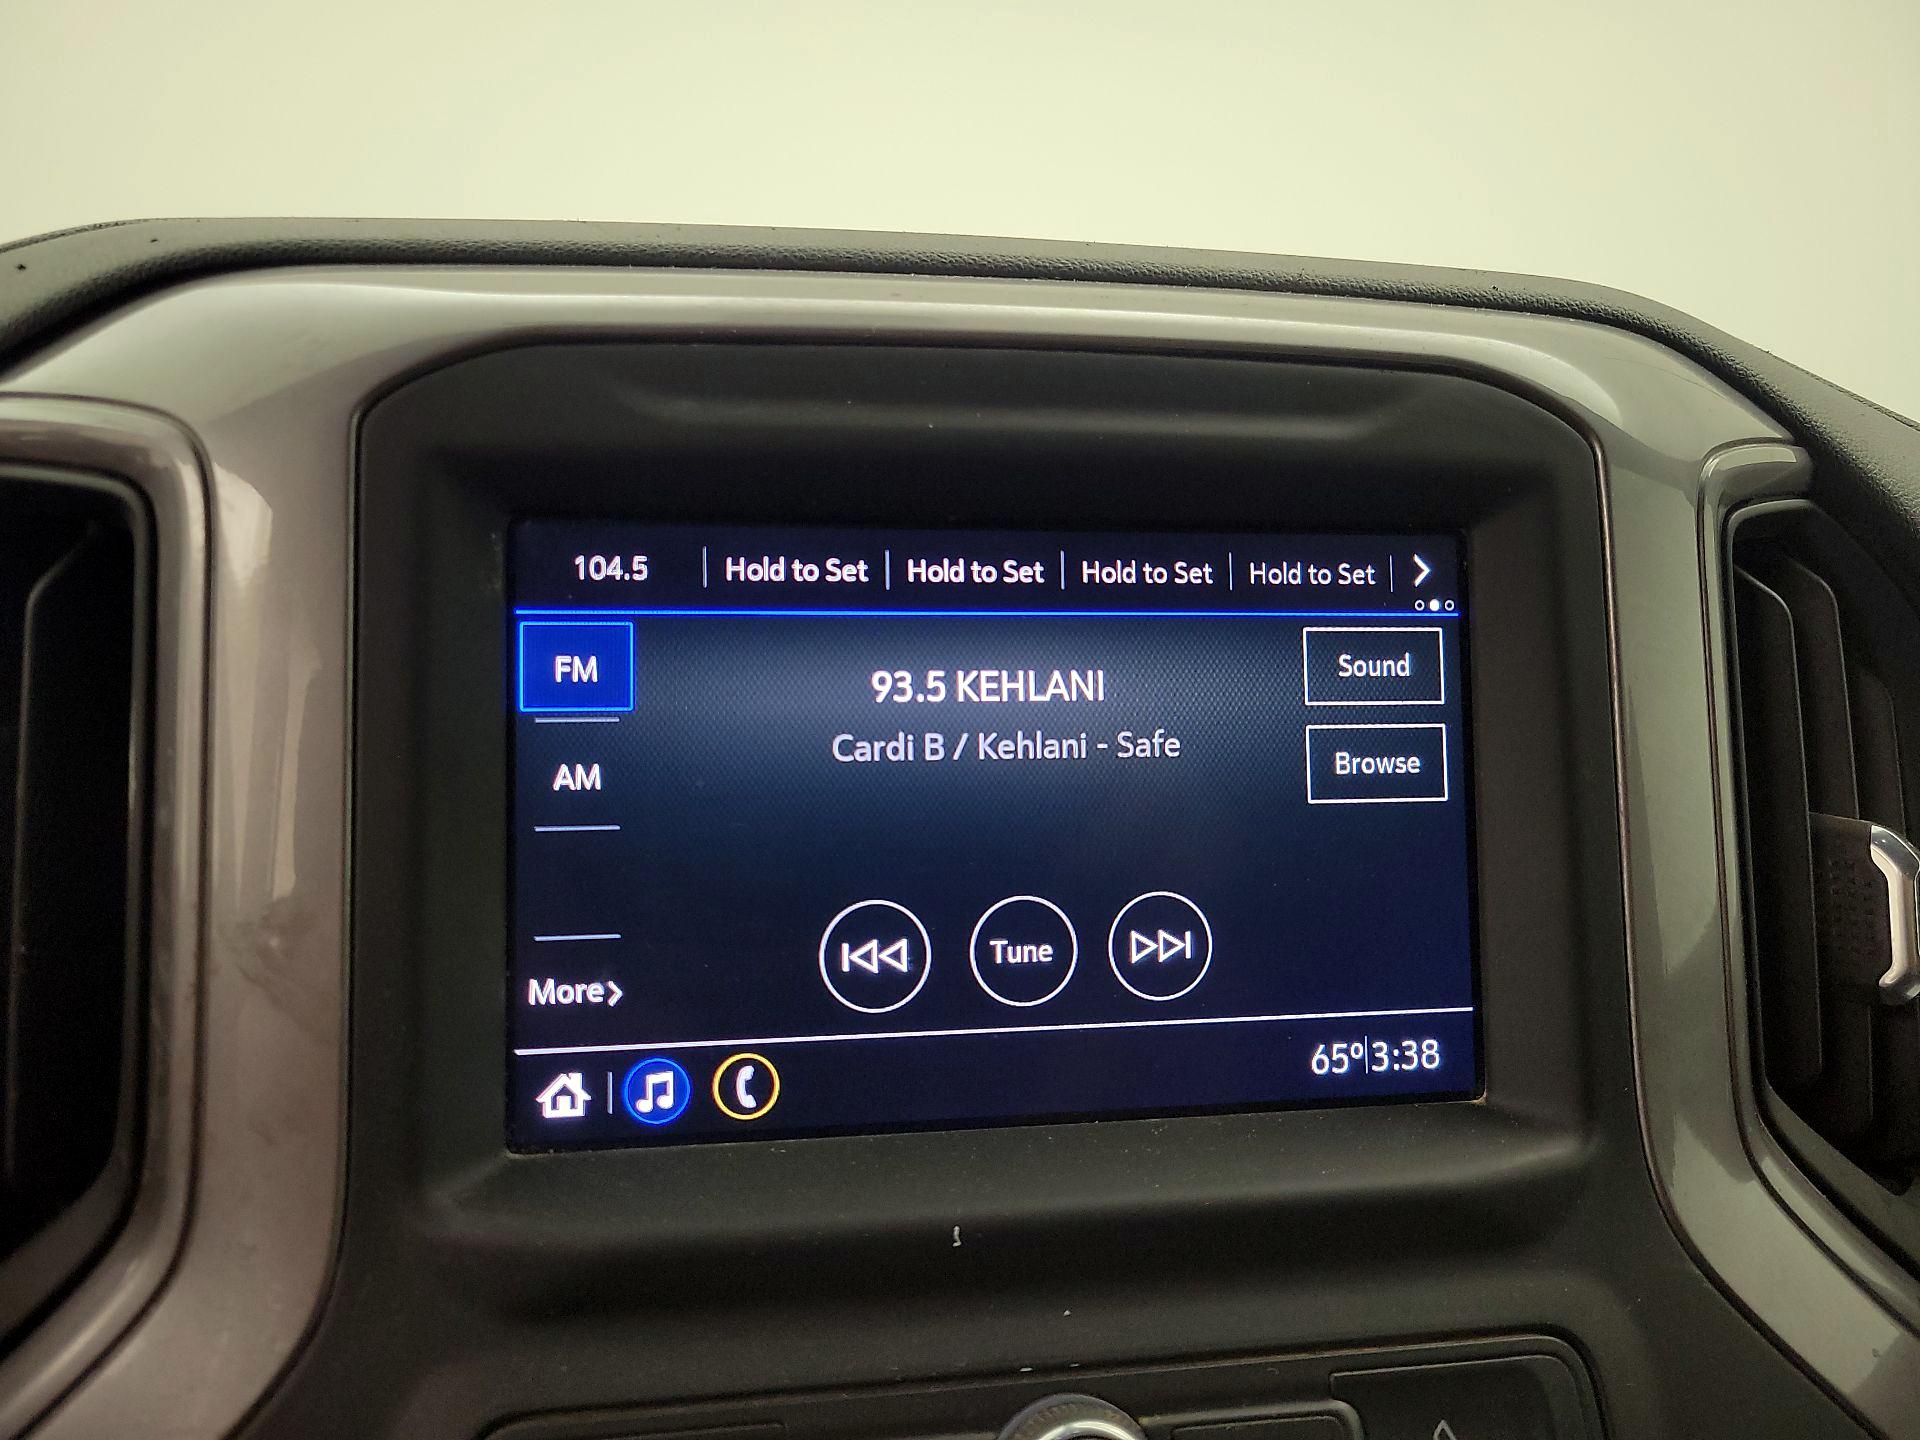 104.5 | Hold to Set | Hold to Set | Hold to Set | Hold to Set |
FM
93.5 KEHLANI
Sound
Cardi B / Kehlani - Safe
Browse
AM
Tune
More
65°|3:38